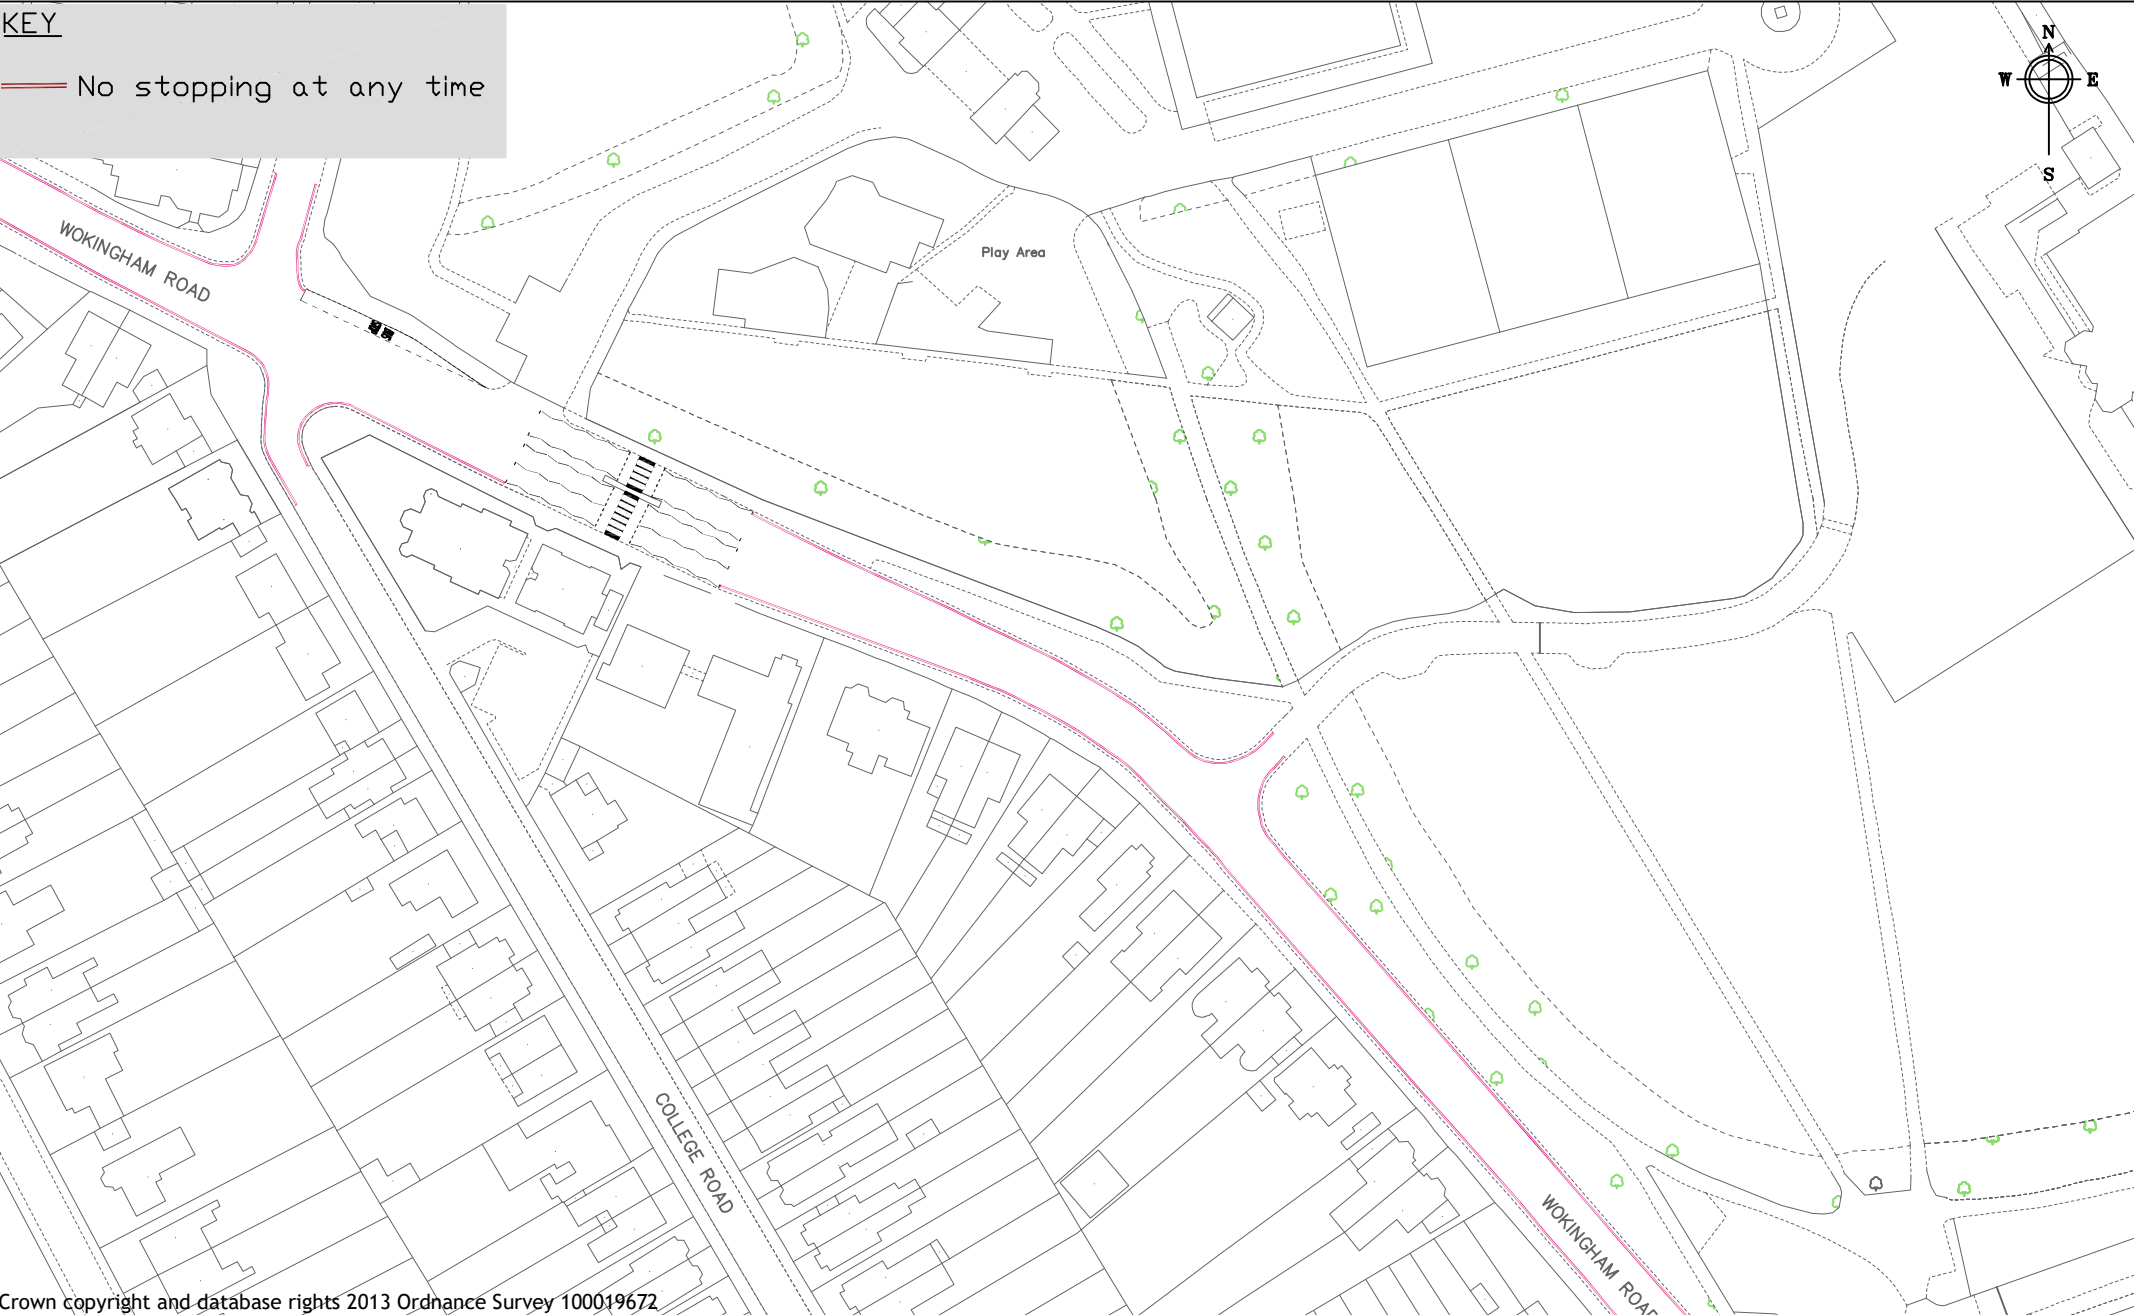 KEY
No stopping at any time
N
W E
S
WOKINGHAM ROAD
Play Area
COLLEGE ROAD
WOKINGHAM ROAD
Crown copyright and database rights 2013 Ordnance Survey 100019672